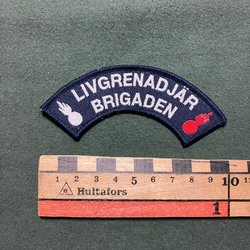 LIVGRENADJÄR
BRIGADEN
1 2 3 4 5 6 7 8 9 10
Hultafors
1